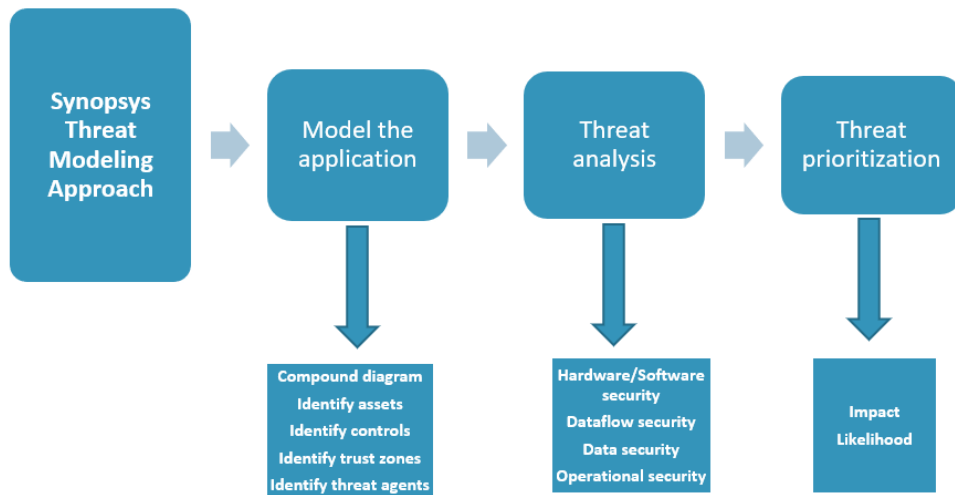 Synopsys
Threat
Modeling
Approach
Model the
application
Threat
analysis
Threat
prioritization
Compound diagram
Identify assets
Identify controls
Identify trust zones
Identify threat agents
Hardware/Software
security
Dataflow security
Data security
Operational security
Impact
Likelihood